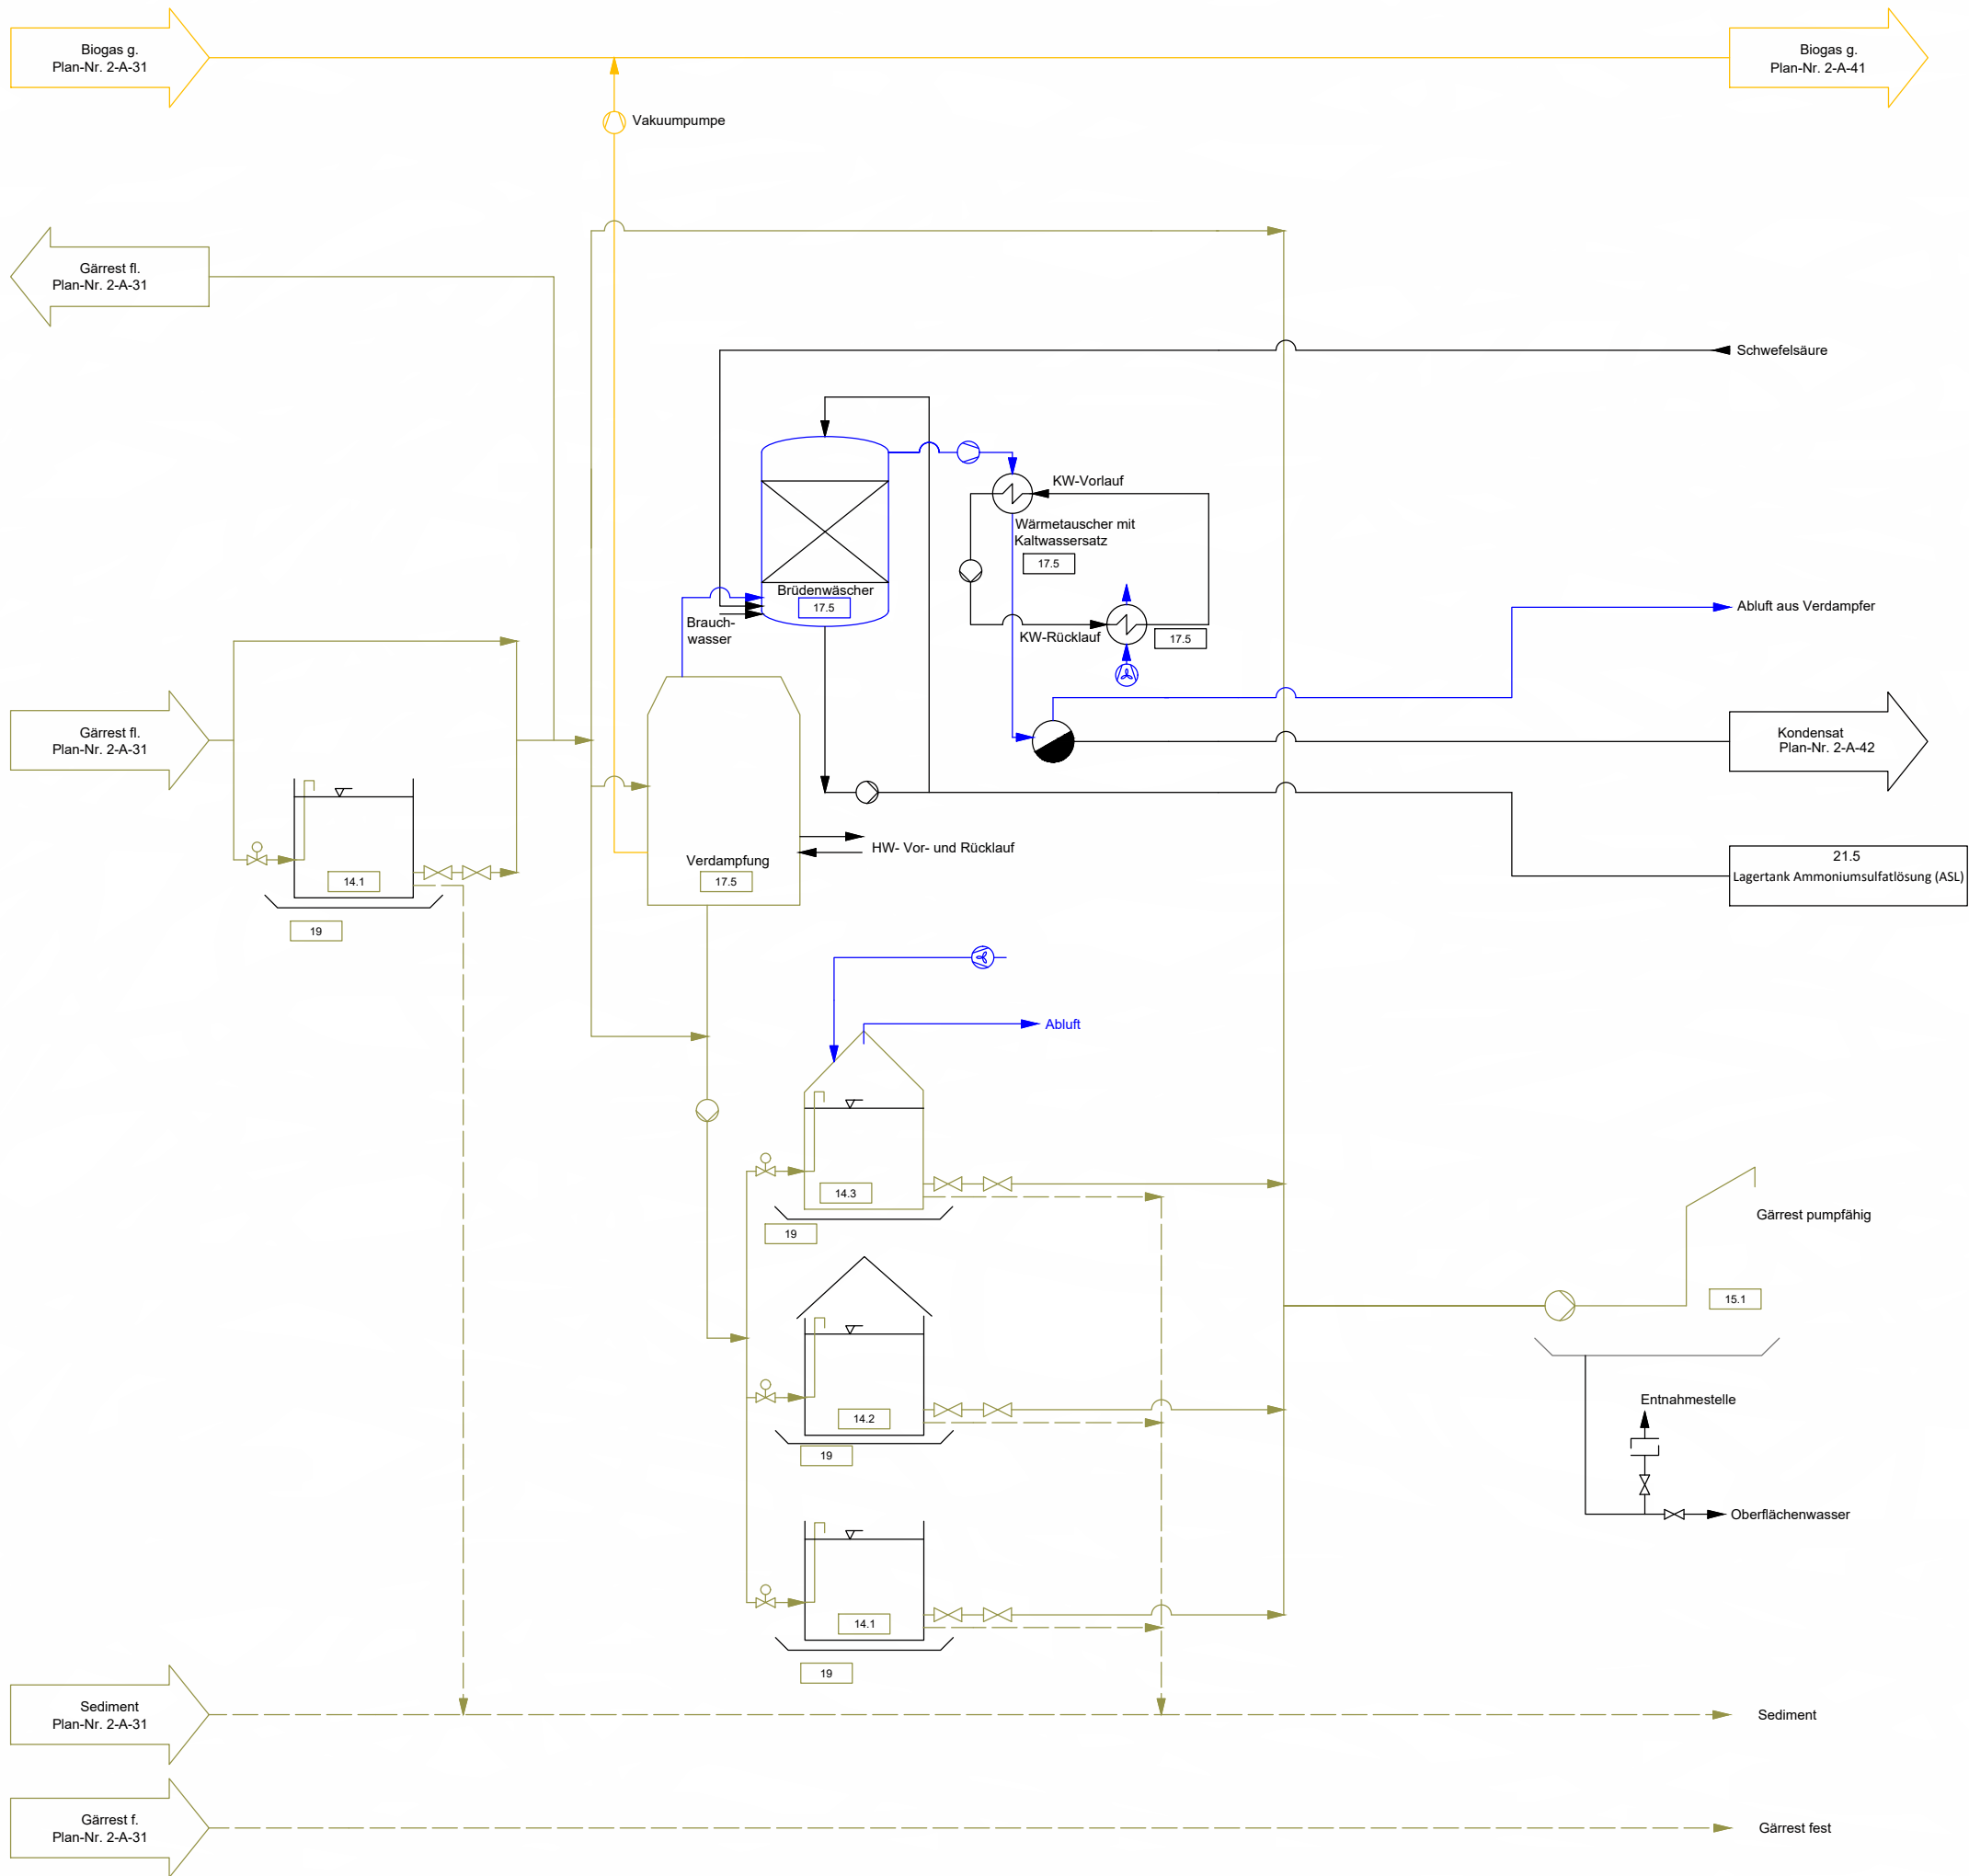 Biogas g.
Plan-Nr. 2-A-31
Biogas g.
Plan-Nr. 2-A-41
Vakuumpumpe
Gärrest fl.
Plan-Nr. 2-A-31
Schwefelsäure
KW-Vorlauf
Wärmetauscher mit
Kaltwassersatz
17.5
Brüdenwäscher
17.5
Brauch-
wasser
KW-Rücklauf
17.5
Abluft aus Verdampfer
Gärrest fl.
Plan-Nr. 2-A-31
Kondensat
Plan-Nr. 2-A-42
HW- Vor- und Rücklauf
Verdampfung
17.5
21.5
Lagertank Ammoniumsulfatlösung (ASL)
14.1
19
Abluft
14.3
19
Gärrest pumpfähig
15.1
14.2
19
Entnahmestelle
Oberflächenwasser
14.1
19
Sediment
Plan-Nr. 2-A-31
Sediment
Gärrest f.
Plan-Nr. 2-A-31
Gärrest fest